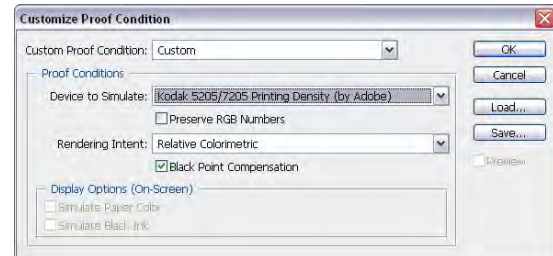 Customize Proof Condition
Custom Proof Condition: Custom
OK
Proof Conditions
Cancel
Device to Simulate: Kodak 5205/7205 Printing Density (by Adobe)
Load...
Preserve RGB Numbers
Save...
Rendering Intent: Relative Colorimetric
Preview
Black Point Compensation
Display Options (On-Screen)
Simulate Paper Color
Simulate Black Ink